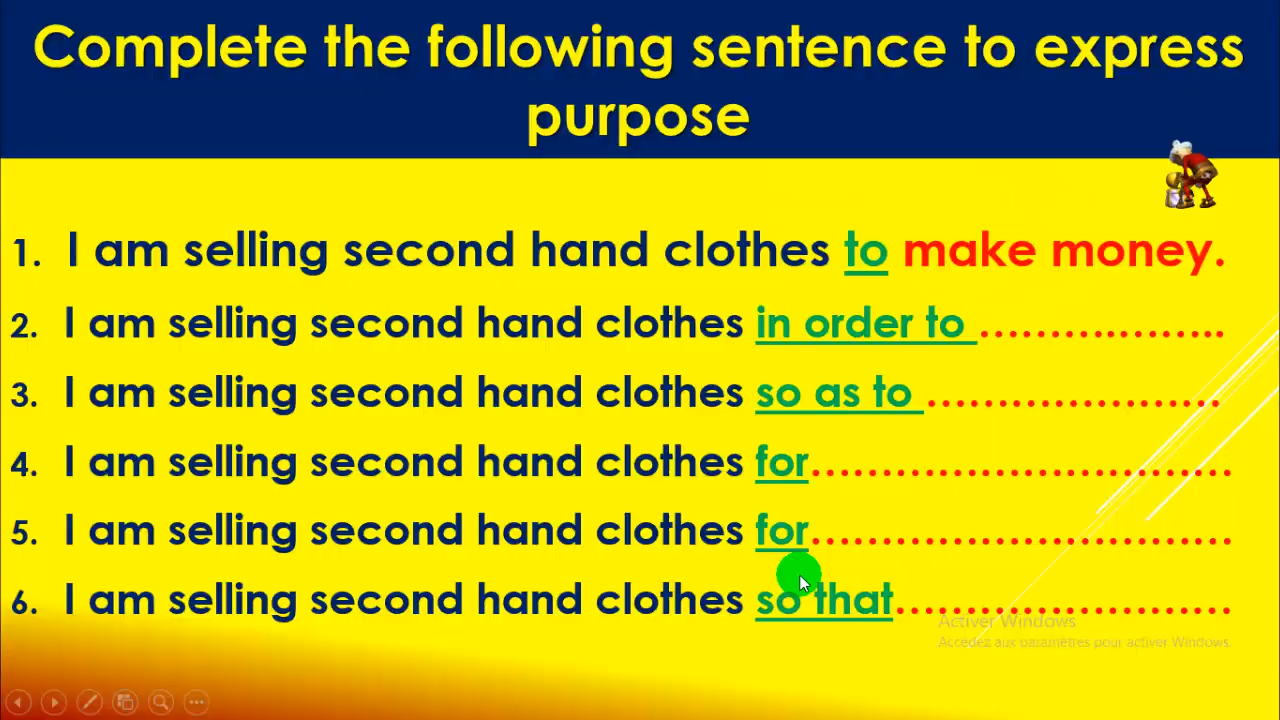 Complete the following sentence to express
purpose
1. I am selling second hand clothes to make money.
2. I am selling second hand clothes in order to ………..……..
3. I am selling second hand clothes so as to ………………….
4. I am selling second hand clothes for…………………………
5. I am selling second hand clothes for…………………………
6. I am selling second hand clothes so that……………………
Activer Windows
Accédez aux paramètres pour activer Windows.